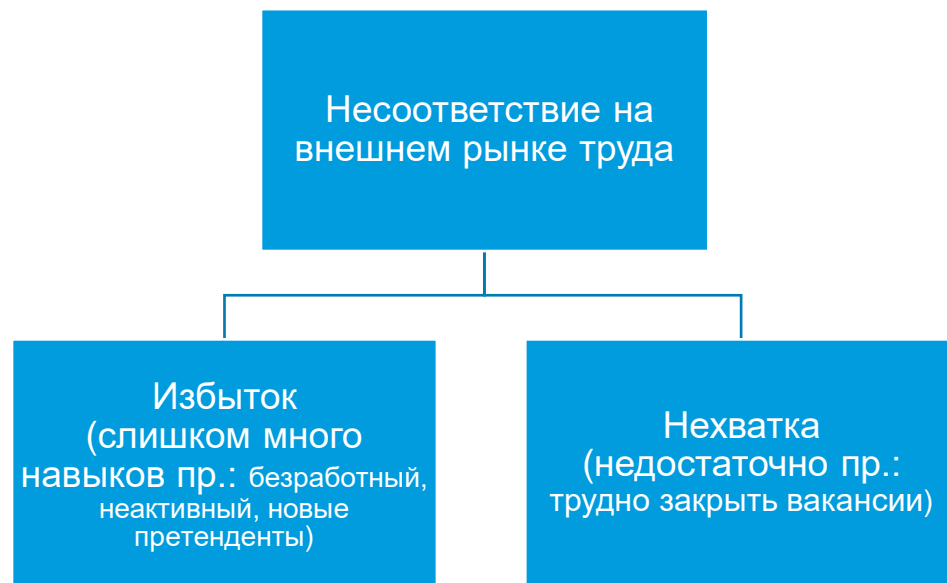 Несоответствие на
внешнем рынке труда
Избыток
(слишком много
навыков пр.: безработный,
неактивный, новые
претенденты)
Нехватка
(недостаточно пр.:
трудно закрыть вакансии)